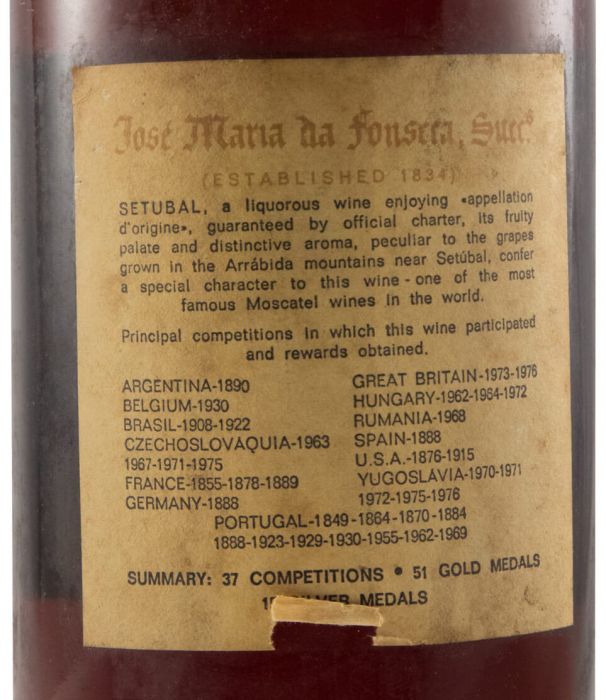 José Maria da Fonseca, Succs
(ESTABLISHED 1834)
SETUBAL, a liquorous wine enjoying «appellation
d'origine», guaranteed by official charter, its fruity
palate and distinctive aroma, peculiar to the grapes
grown in the Arrábida mountains near Setúbal, confer
a special character to this wine - one of the most
famous Moscatel wines in the world.
Principal competitions in which this wine participated
and rewards obtained.
ARGENTINA-1890
BELGIUM-1930
BRASIL-1908-1922
CZECHOSLOVAQUIA-1963
1967-1971-1975
FRANCE-1855-1878-1889
GERMANY-1888
GREAT BRITAIN-1973-1976
HUNGARY-1962-1964-1972
RUMANIA-1968
SPAIN-1888
U.S.A.-1876-1915
YUGOSLÁVIA-1970-1971
1972-1975-1976
PORTUGAL-1849-1864-1870-1884
1888-1923-1929-1930-1955-1962-1969
SUMMARY: 37 COMPETITIONS • 51 GOLD MEDALS
MEDALS